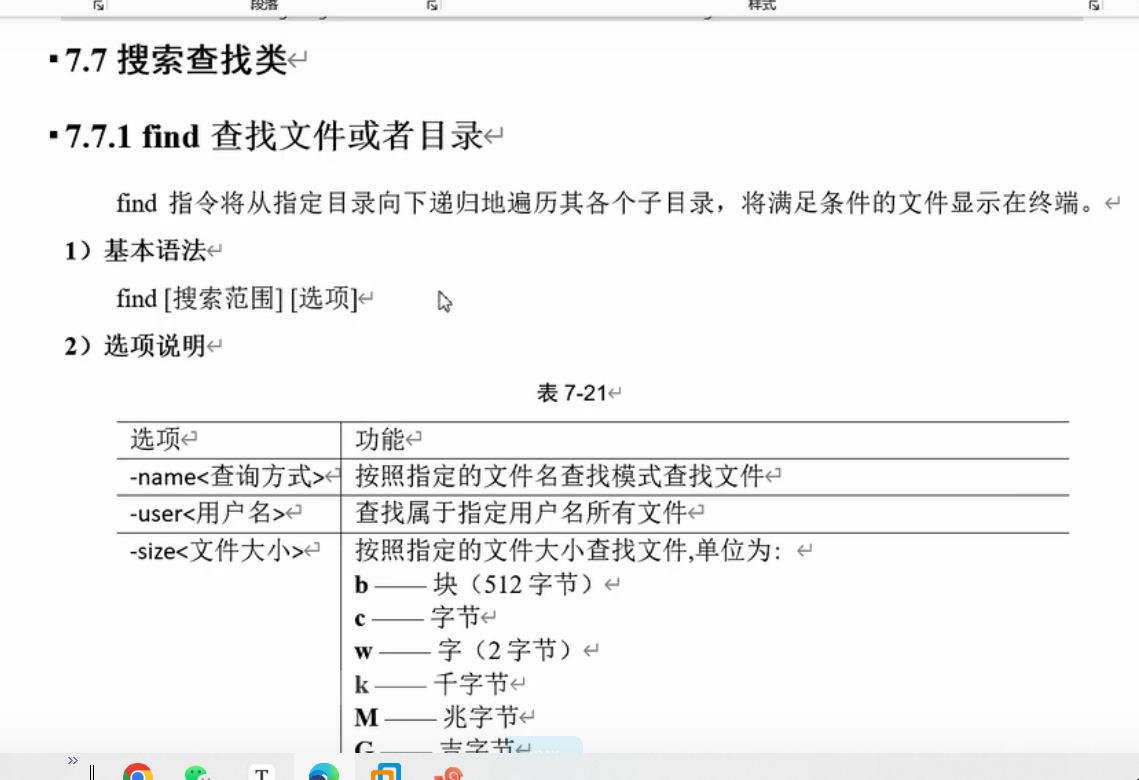 段落
样式
7.7 搜索查找类
7.7.1 find 查找文件或者目录
find 指令将从指定目录向下递归地遍历其各个子目录，将满足条件的文件显示在终端。
1）基本语法
find [搜索范围] [选项]
2）选项说明
表 7-21
选项 功能
-name<查询方式> 按照指定的文件名查找模式查找文件
-user<用户名> 查找属于指定用户名所有文件
-size<文件大小> 按照指定的文件大小查找文件,单位为：
b —— 块（512 字节）
c —— 字节
w —— 字（2 字节）
k —— 千字节
M —— 兆字节
G —— 吉字节